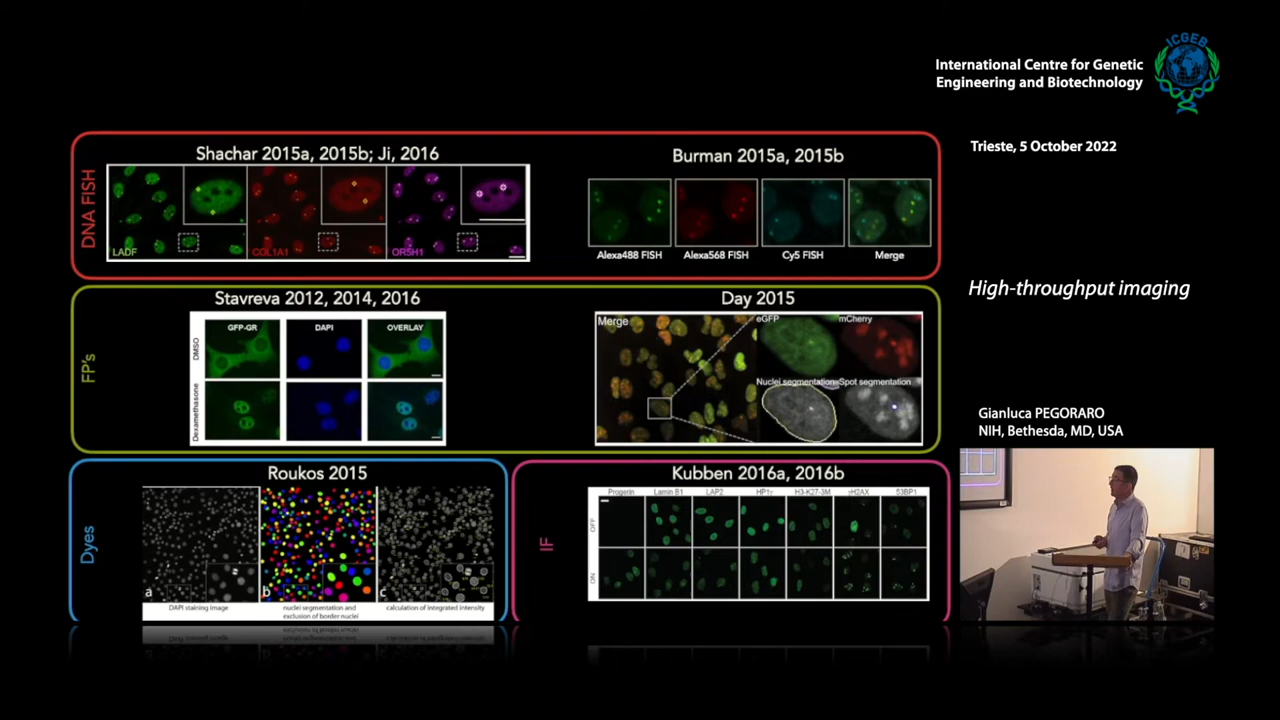 ICGEB
International Centre for Genetic
Engineering and Biotechnology
Trieste, 5 October 2022
High-throughput imaging
Gianluca PEGORARO
NIH, Bethesda, MD, USA
DNA FISH
Shachar 2015a, 2015b; Ji, 2016
LADF
COL1A1
OR5H1
Burman 2015a, 2015b
Alexa488 FISH
Alexa568 FISH
Cy5 FISH
Merge
FP's
Stavreva 2012, 2014, 2016
GFP-GR
DAPI
OVERLAY
DMSO
Dexamethasone
Day 2015
Merge
eGFP
mCherry
Nuclei segmentation
Spot segmentation
Dyes
Roukos 2015
a
b
c
DAPI staining image
nuclei segmentation and
exclusion of border nuclei
calculation of integrated intensity
IF
Kubben 2016a, 2016b
Progerin
Lamin B1
LAP2
HP1γ
H3-K27-3M
γH2AX
53BP1
OFF
ON